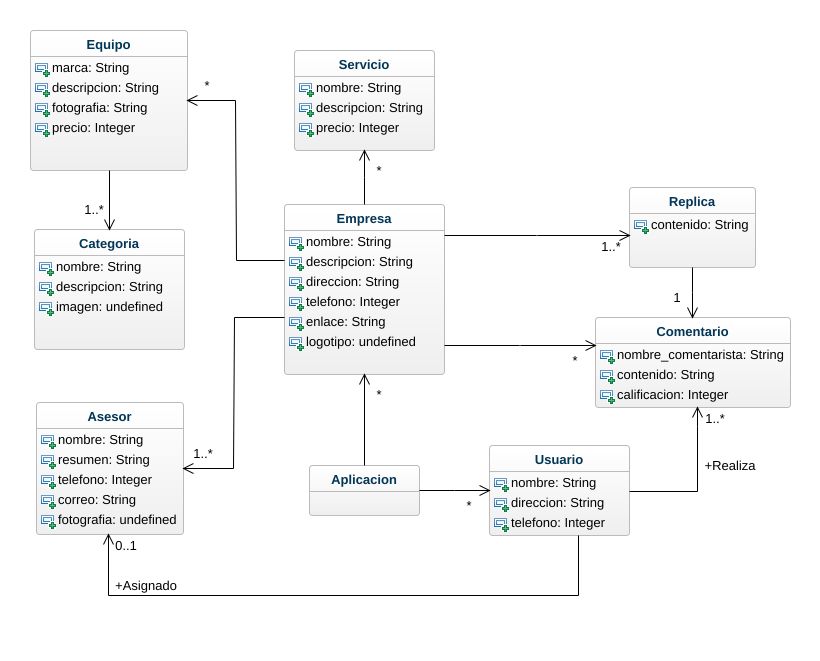 Equipo
marca: String
descripcion: String
fotografia: String
precio: Integer
*
Servicio
nombre: String
descripcion: String
precio: Integer
*
1..*
Categoria
nombre: String
descripcion: String
imagen: undefined
Empresa
nombre: String
descripcion: String
direccion: String
telefono: Integer
enlace: String
logotipo: undefined
Replica
contenido: String
1..*
1
Comentario
nombre_comentarista: String
contenido: String
calificacion: Integer
*
1..*
+Realiza
Asesor
nombre: String
resumen: String
telefono: Integer
correo: String
fotografia: undefined
1..*
*
Aplicacion
*
Usuario
nombre: String
direccion: String
telefono: Integer
0..1
+Asignado